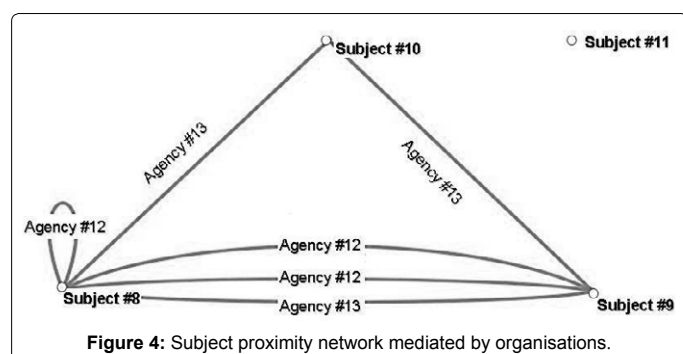 Subject #10
Subject #11
Agency #13
Agency #13
Agency #12
Agency #12
Agency #12
Agency #13
Subject #8
Subject #9
Figure 4: Subject proximity network mediated by organisations.